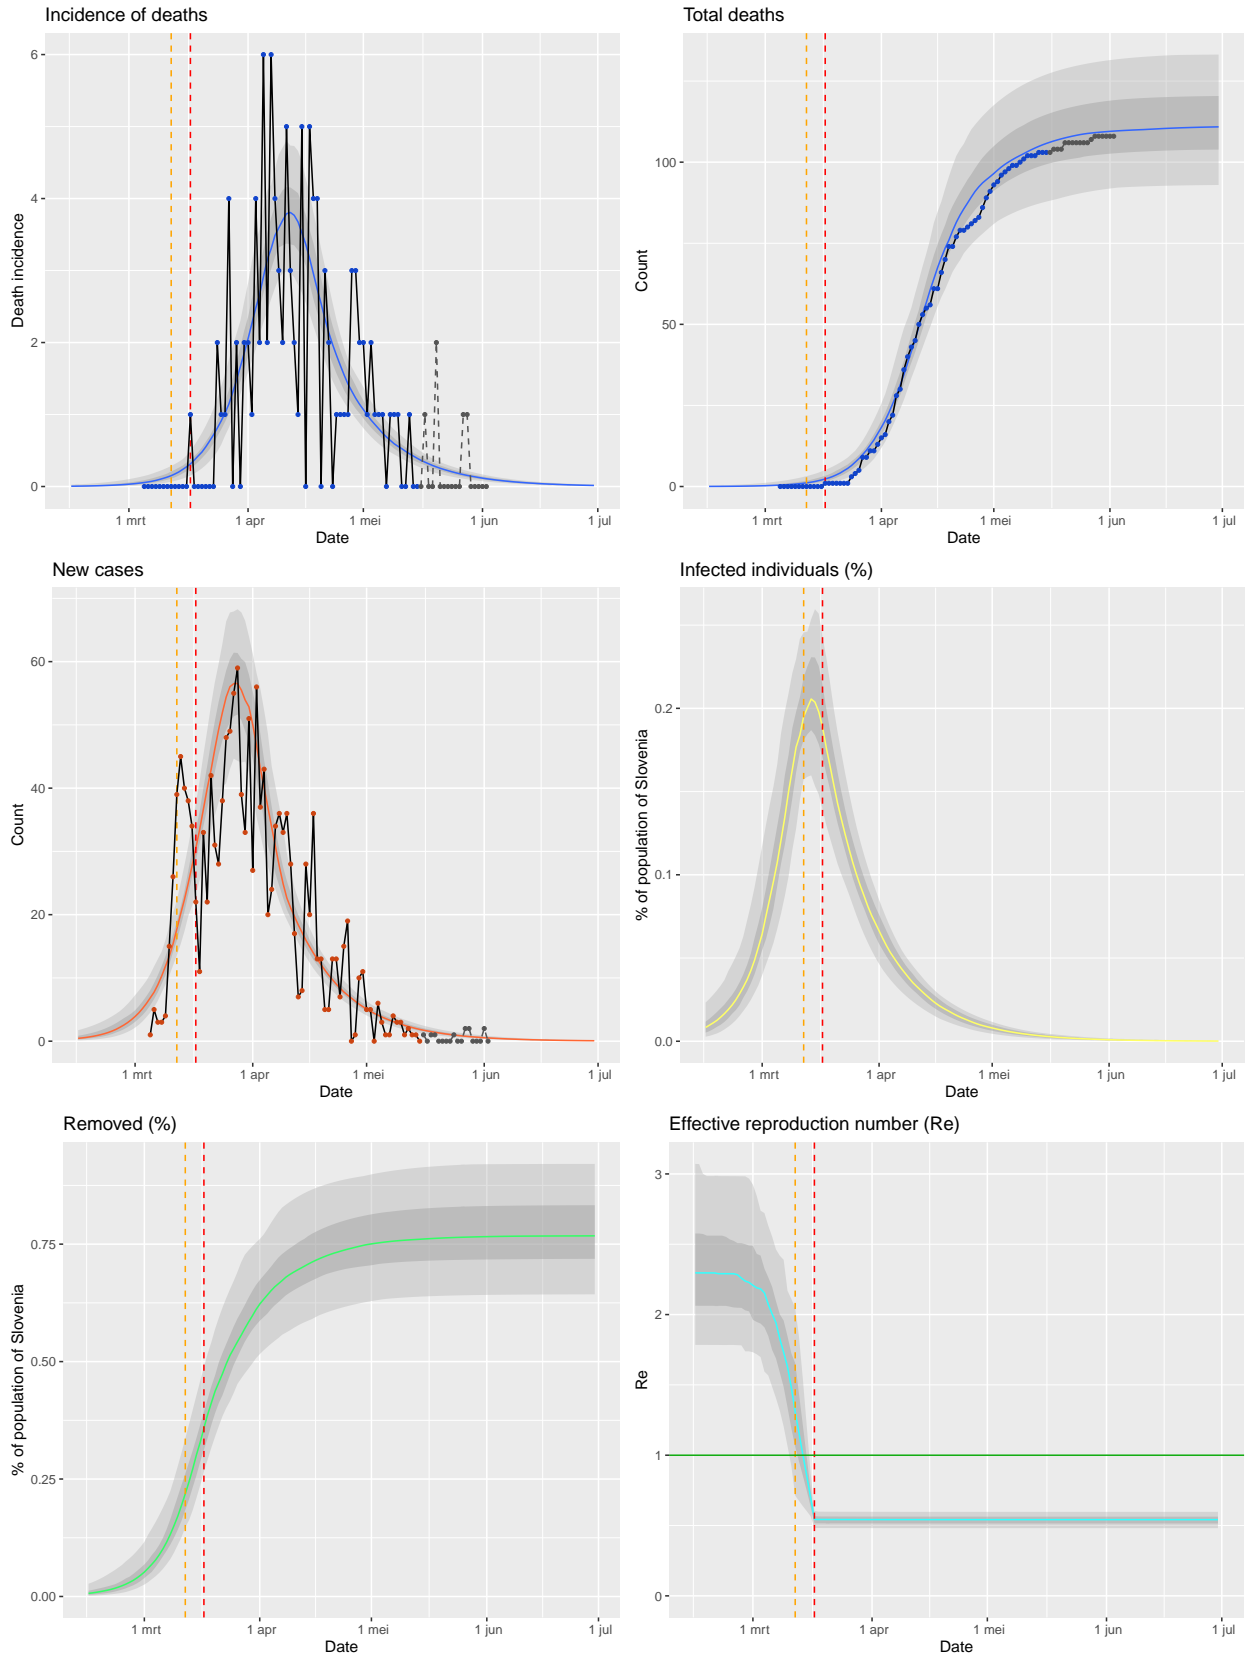 Incidence of deaths
Death incidence
6
4
2
0
1 mrt 1 apr 1 mei 1 jun 1 jul
Date
Total deaths
Count
100
50
0
1 mrt 1 apr 1 mei 1 jun 1 jul
Date
New cases
Count
60
40
20
0
1 mrt 1 apr 1 mei 1 jun 1 jul
Date
Infected individuals (%)
% of population of Slovenia
0.2
0.1
0.0
1 mrt 1 apr 1 mei 1 jun 1 jul
Date
Removed (%)
% of population of Slovenia
0.75
0.50
0.25
0.00
1 mrt 1 apr 1 mei 1 jun 1 jul
Date
Effective reproduction number (Re)
Re
3
2
1
0
1 mrt 1 apr 1 mei 1 jun 1 jul
Date